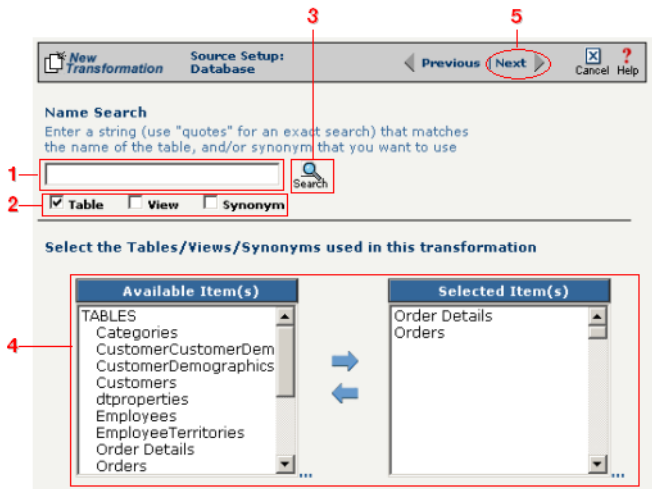 3
5
New
Transformation
Source Setup:
Database
Previous | Next
Cancel
?
Help
Name Search
Enter a string (use "quotes" for an exact search) that matches
the name of the table, and/or synonym that you want to use
1
Search
2
Table View Synonym
Select the Tables/Views/Synonyms used in this transformation
4
Available Item(s)
TABLES
Categories
CustomerCustomerDem
CustomerDemographics
Customers
dtproperties
Employees
EmployeeTerritories
Order Details
Orders
...
Selected Item(s)
Order Details
Orders
...